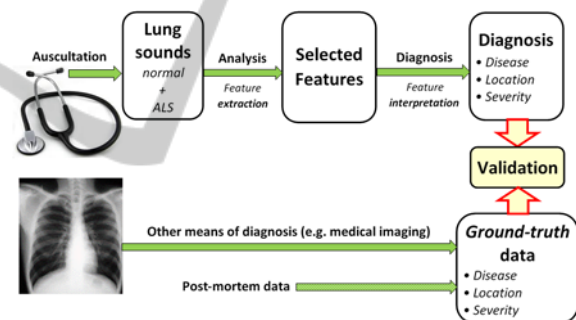 Auscultation
Lung
sounds
normal
+
ALS
Analysis
Feature
extraction
Selected
Features
Diagnosis
Feature
interpretation
Diagnosis
• Disease
• Location
• Severity
Validation
Other means of diagnosis (e.g. medical imaging)
Post-mortem data
Ground-truth
data
• Disease
• Location
• Severity